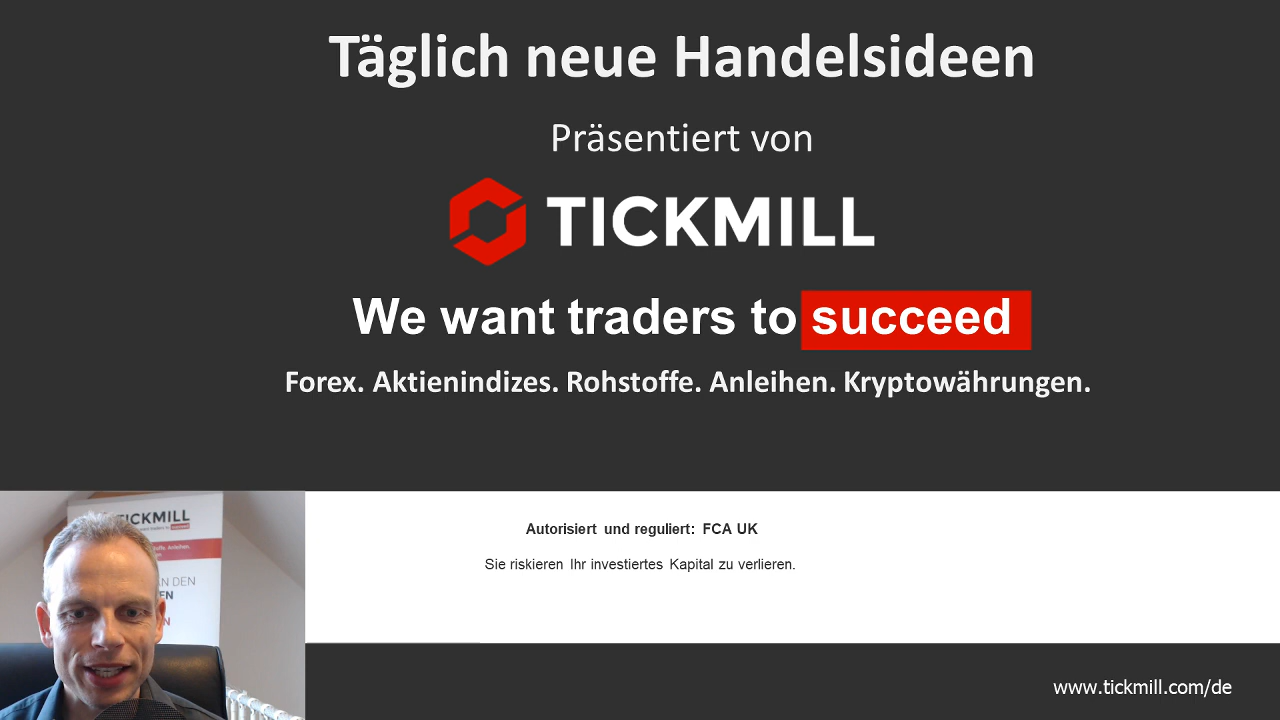 Täglich neue Handelsideen
Präsentiert von
TICKMILL
We want traders to succeed
Forex. Aktienindizes. Rohstoffe. Anleihen. Kryptowährungen.
Autorisiert und reguliert: FCA UK
Sie riskieren Ihr investiertes Kapital zu verlieren.
TICKMILL
www.tickmill.com/de